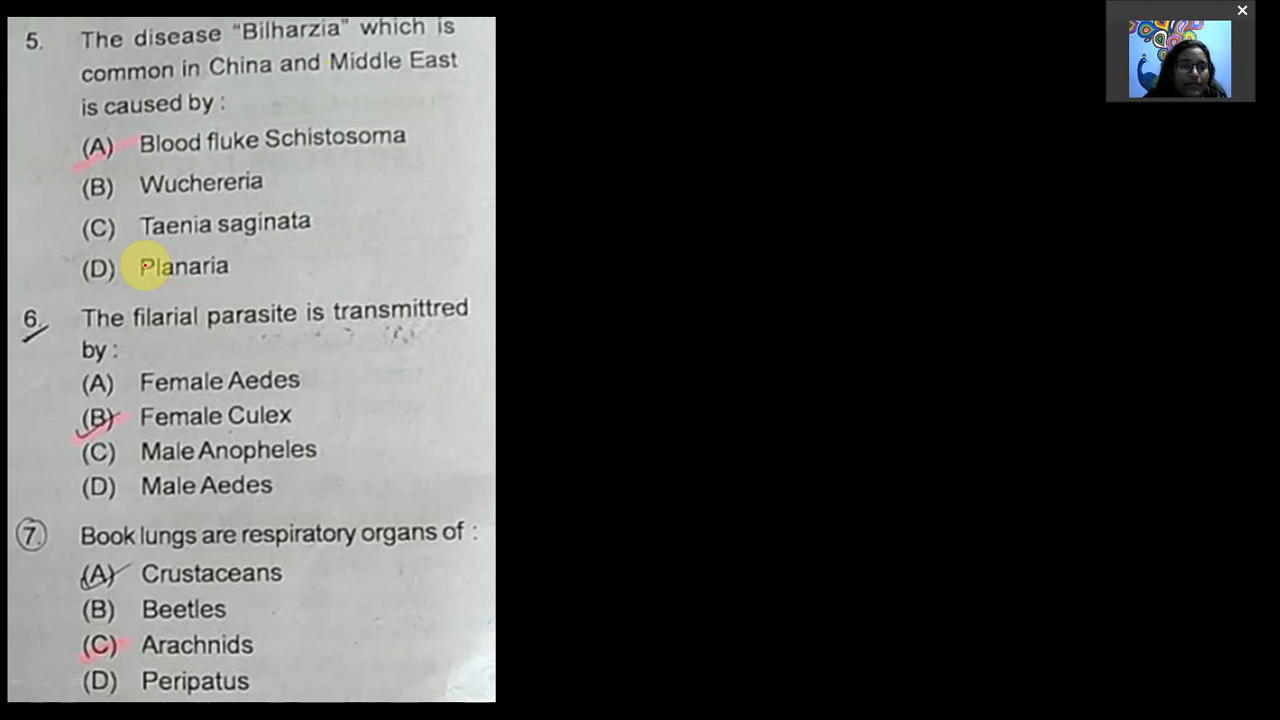 5. The disease "Bilharzia" which is
common in China and Middle East
is caused by :
(A) Blood fluke Schistosoma
(B) Wuchereria
(C) Taenia saginata
(D) Planaria
6. The filarial parasite is transmittred
by :
(A) Female Aedes
(B) Female Culex
(C) Male Anopheles
(D) Male Aedes
7. Book lungs are respiratory organs of :
(A) Crustaceans
(B) Beetles
(C) Arachnids
(D) Peripatus